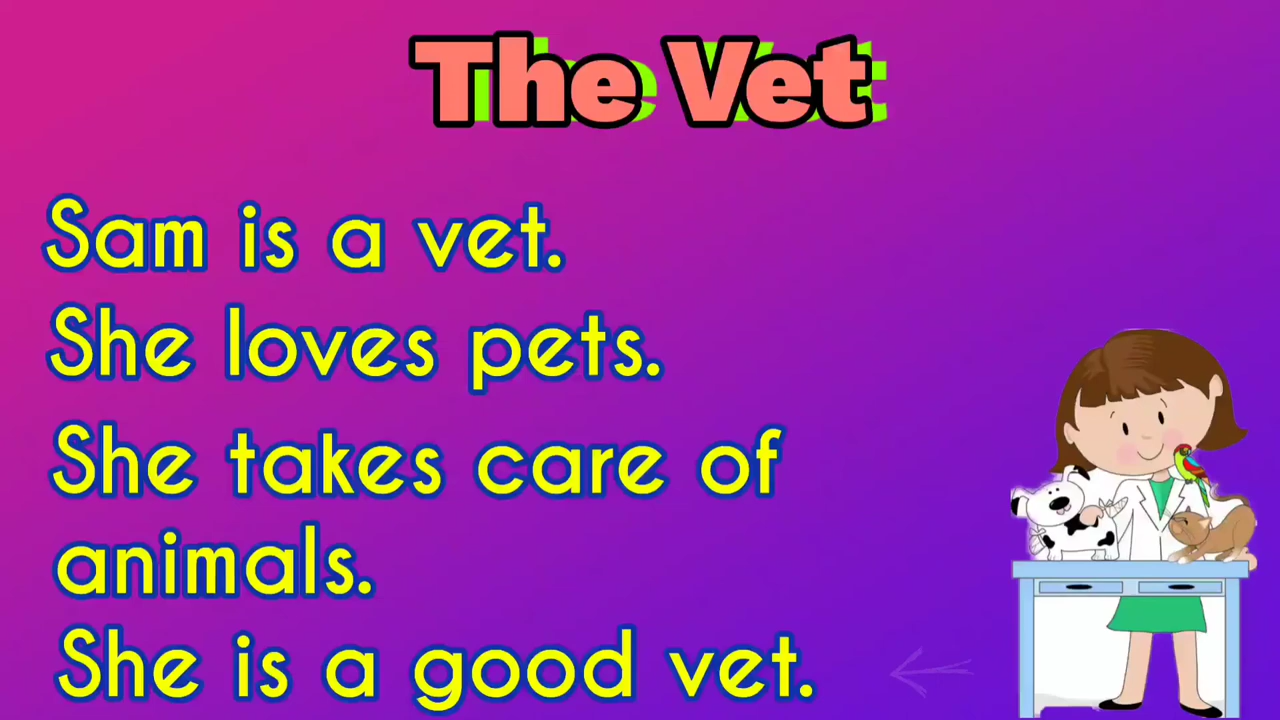 The Vet
Sam is a vet.
She loves pets.
She takes care of
animals.
She is a good vet.